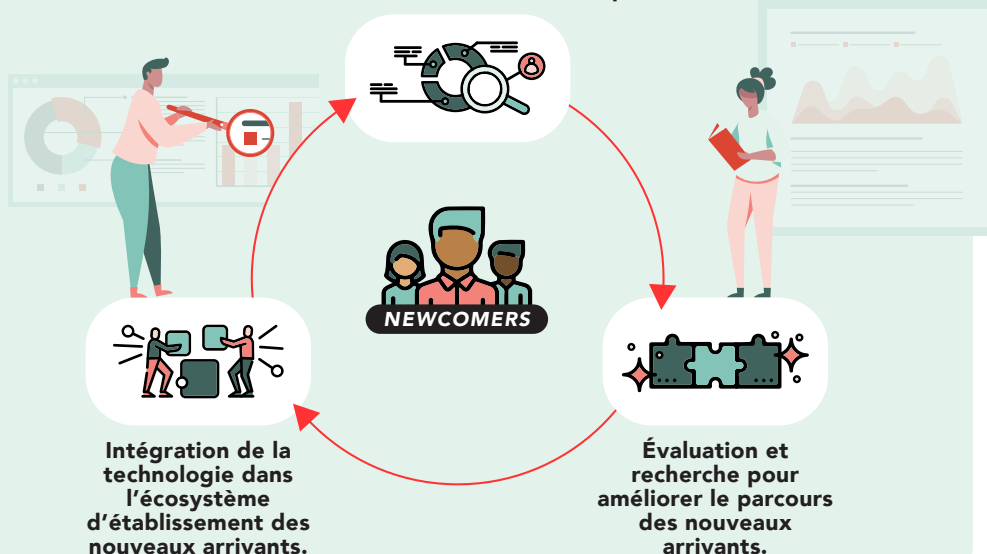 NEWCOMERS
Intégration de la
technologie dans
l'écosystème
d'établissement des
nouveaux arrivants.
Évaluation et
recherche pour
améliorer le parcours
des nouveaux
arrivants.